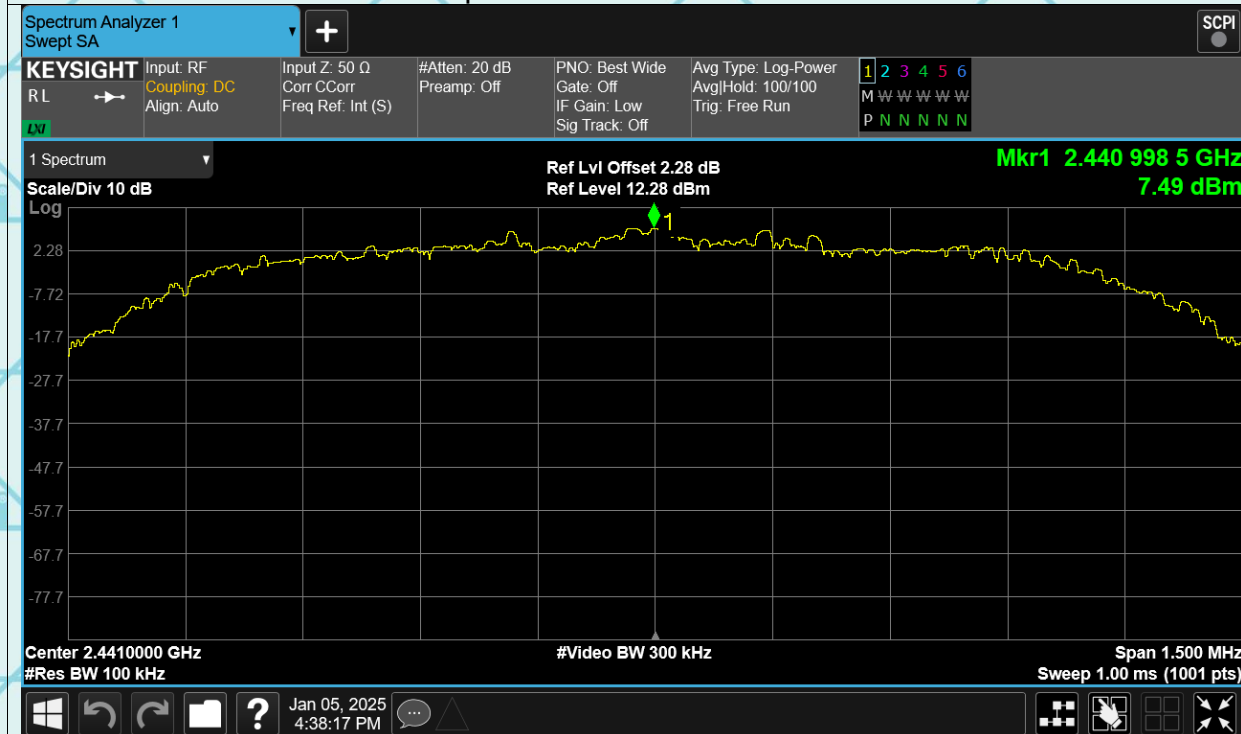 Spectrum Analyzer 1
Swept SA
+
SCPI
KEYSIGHT
R L
LXI
Input: RF
Coupling: DC
Align: Auto
Input Z: 50 Ω
Corr CCorr
Freq Ref: Int (S)
#Atten: 20 dB
Preamp: Off
PNO: Best Wide
Gate: Off
IF Gain: Low
Sig Track: Off
Avg Type: Log-Power
Avg|Hold: 100/100
Trig: Free Run
1 2 3 4 5 6
M W W W W W
P N N N N N
1 Spectrum
Scale/Div 10 dB
Log
Ref Lvl Offset 2.28 dB
Ref Level 12.28 dBm
Mkr1 2.440 998 5 GHz
7.49 dBm
1
2.28
-7.72
-17.7
-27.7
-37.7
-47.7
-57.7
-67.7
-77.7
Center 2.4410000 GHz
#Res BW 100 kHz
#Video BW 300 kHz
Span 1.500 MHz
Sweep 1.00 ms (1001 pts)
?
Jan 05, 2025
4:38:17 PM